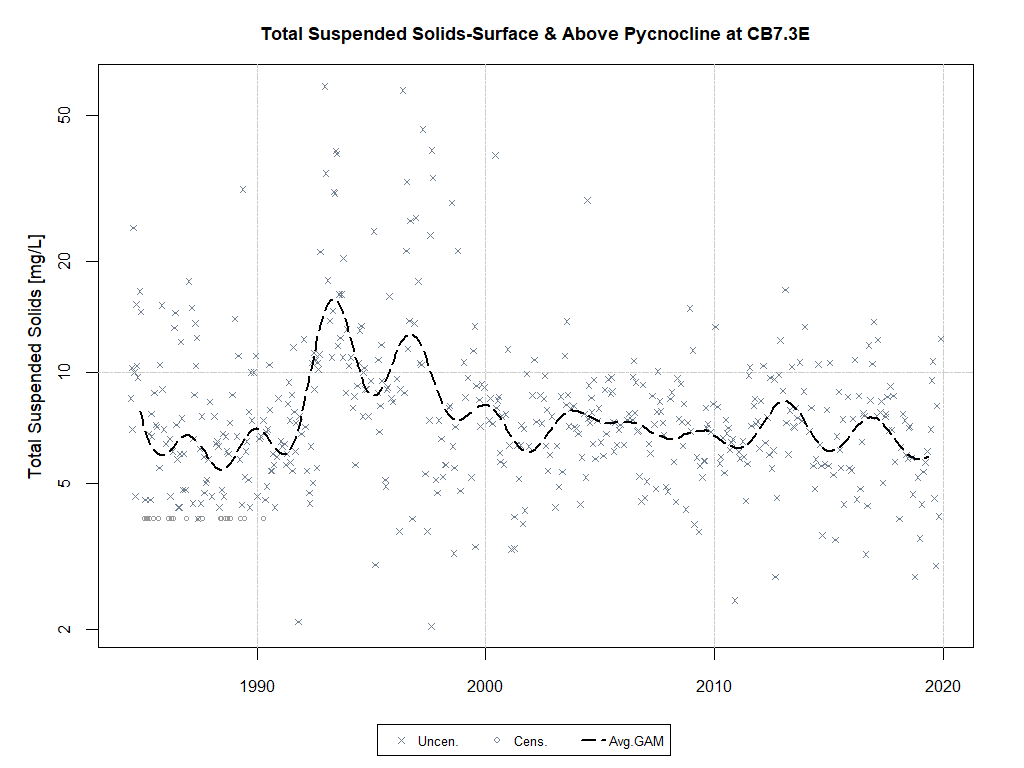 Total Suspended Solids-Surface & Above Pycnocline at CB7.3E
Total Suspended Solids [mg/L]
50
20
10
5
2
1990 2000 2010 2020
Uncen. Cens. Avg.GAM